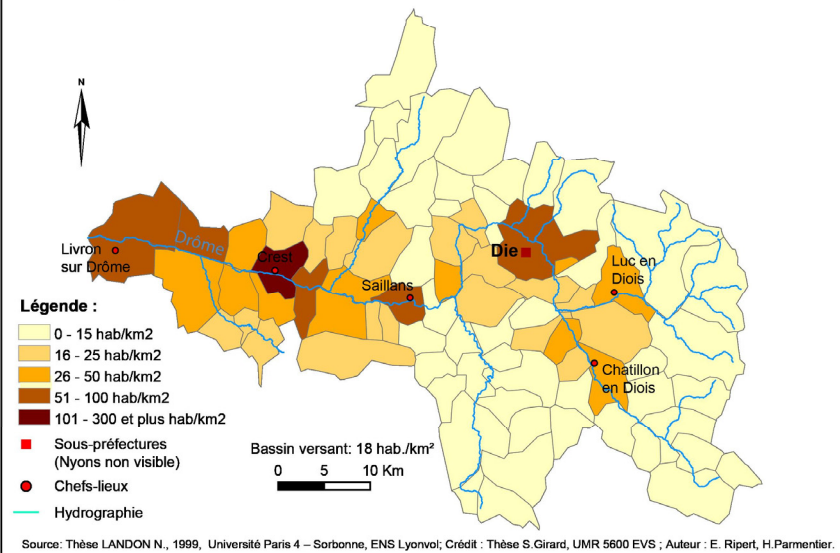 N
Livron
sur Drôme
Drôme
Crest
Saillans
Die
Luc en
Diois
Chatillon
en Diois
Légende :
0 - 15 hab/km2
16 - 25 hab/km2
26 - 50 hab/km2
51 - 100 hab/km2
101 - 300 et plus hab/km2
Sous-préfectures
(Nyons non visible)
Chefs-lieux
Hydrographie
Bassin versant: 18 hab./km²
0 5 10 Km
Source: Thèse LANDON N., 1999, Université Paris 4 – Sorbonne, ENS Lyonvol; Crédit : Thèse S.Girard, UMR 5600 EVS ; Auteur : E. Ripert, H.Parmentier.